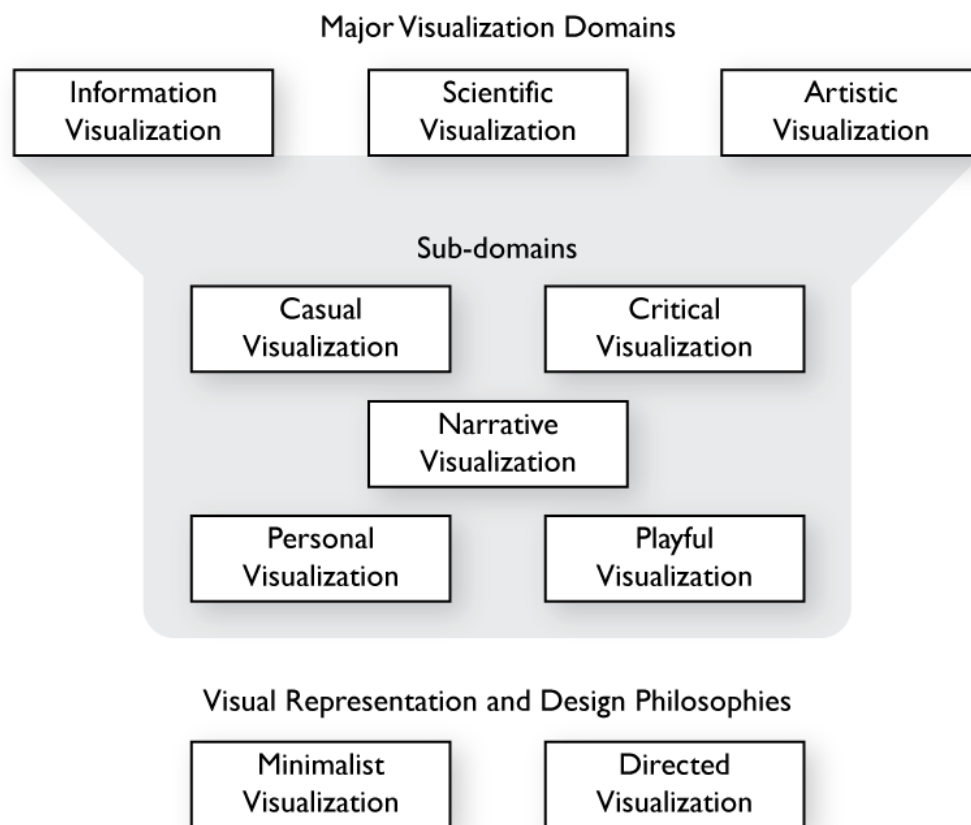 Major Visualization Domains
Information
Visualization
Scientific
Visualization
Artistic
Visualization
Sub-domains
Casual
Visualization
Critical
Visualization
Narrative
Visualization
Personal
Visualization
Playful
Visualization
Visual Representation and Design Philosophies
Minimalist
Visualization
Directed
Visualization